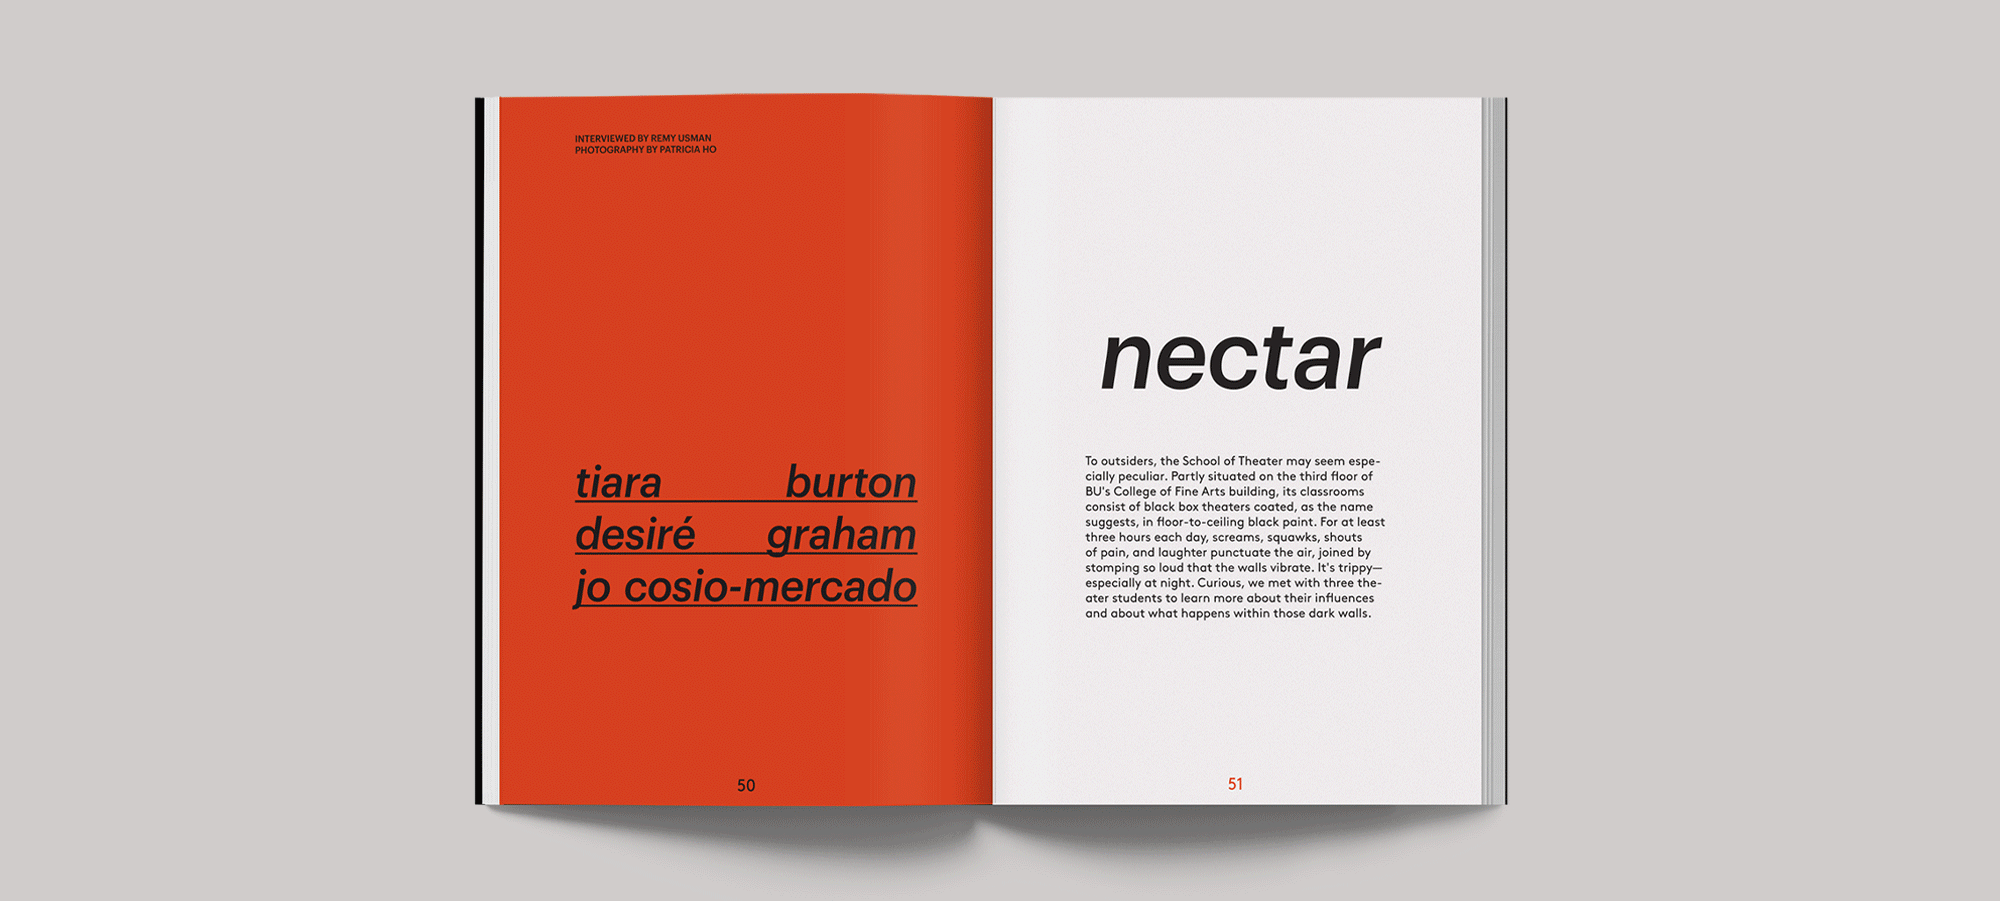 INTERVIEWED BY REMY USMAN
PHOTOGRAPHY BY PATRICIA HO
tiara burton
desiré graham
jo cosio-mercado
50
nectar
To outsiders, the School of Theater may seem espe-
cially peculiar. Partly situated on the third floor of
BU's College of Fine Arts building, its classrooms
consist of black box theaters coated, as the name
suggests, in floor-to-ceiling black paint. For at least
three hours each day, screams, squawks, shouts
of pain, and laughter punctuate the air, joined by
stomping so loud that the walls vibrate. It's trippy—
especially at night. Curious, we met with three the-
ater students to learn more about their influences
and about what happens within those dark walls.
51